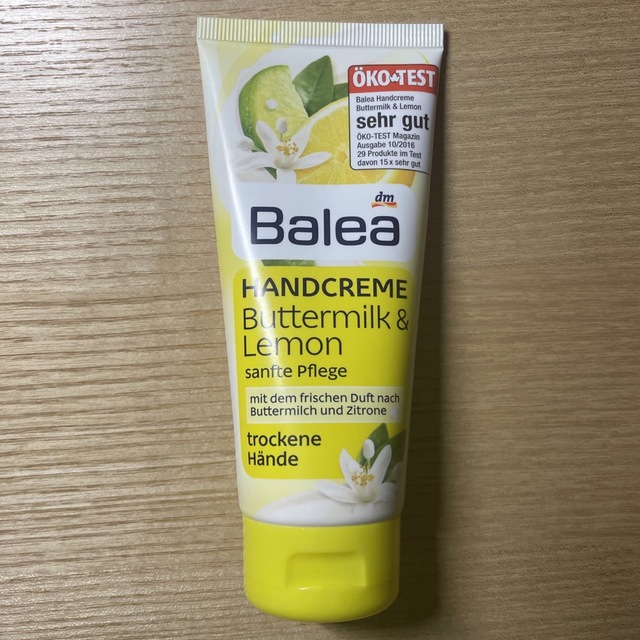 ÖKO-TEST
Balea Handcreme
Buttermilk & Lemon
sehr gut
ÖKO-TEST Magazin
Ausgabe 10/2016
29 Produkte im Test
davon 15 x sehr gut
dm
Balea
HANDCREME
Buttermilk &
Lemon
sanfte Pflege
mit dem frischen Duft nach
Buttermilch und Zitrone
trockene
Hände